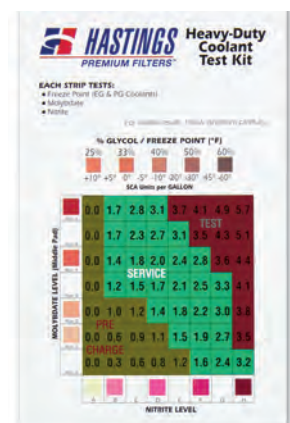 HASTINGS
PREMIUM FILTERS
Heavy-Duty
Coolant
Test Kit
EACH STRIP TESTS:
• Freeze Point (EG & PG Coolants)
• Molybdate
• Nitrite
% GLYCOL / FREEZE POINT (°F)
25% 33% 40% 50% 60%
+10° +5° 0° -5° -10° -20° -30° -45° -60°
SCA Units per GALLON
MOLYBDATE LEVEL (Middle Pad)
0.0 1.7 2.8 3.1 3.7 4.1 4.9 5.7
TEST
0.0 1.7 2.3 2.7 3.1 3.5 4.3 5.1
0.0 1.4 1.8 2.0 2.4 2.8 3.6 4.4
SERVICE
0.0 1.2 1.5 1.7 2.1 2.5 3.3 4.1
0.0 1.0 1.2 1.4 1.8 2.2 3.0 3.8
PRE
0.0 0.6 0.9 1.1 1.5 1.9 2.7 3.5
CHARGE
0.0 0.3 0.6 0.8 1.2 1.6 2.4 3.2
A B C D E F G H
NITRITE LEVEL